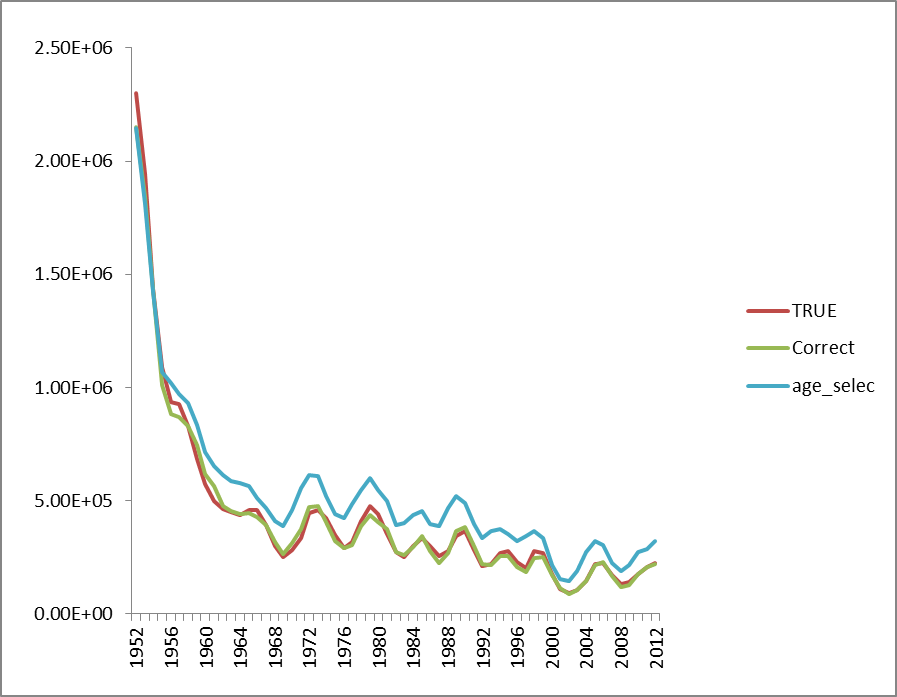 2.50E+06
2.00E+06
1.50E+06
1.00E+06
5.00E+05
0.00E+00
1952
1956
1960
1964
1968
1972
1976
1980
1984
1988
1992
1996
2000
2004
2008
2012
TRUE
Correct
age_selec